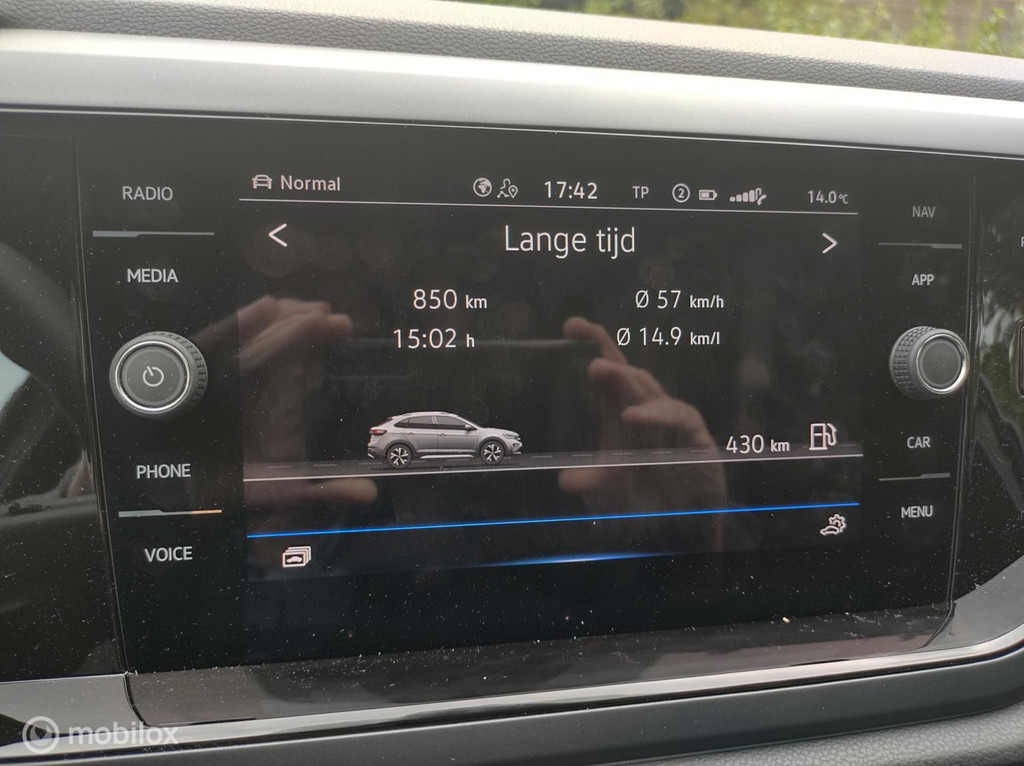 RADIO
MEDIA
PHONE
VOICE
Normal
17:42
TP
2
14.0°C
Lange tijd
850 km
Ø 57 km/h
15:02 h
Ø 14.9 km/l
430 km
NAV
APP
CAR
MENU
mobilox